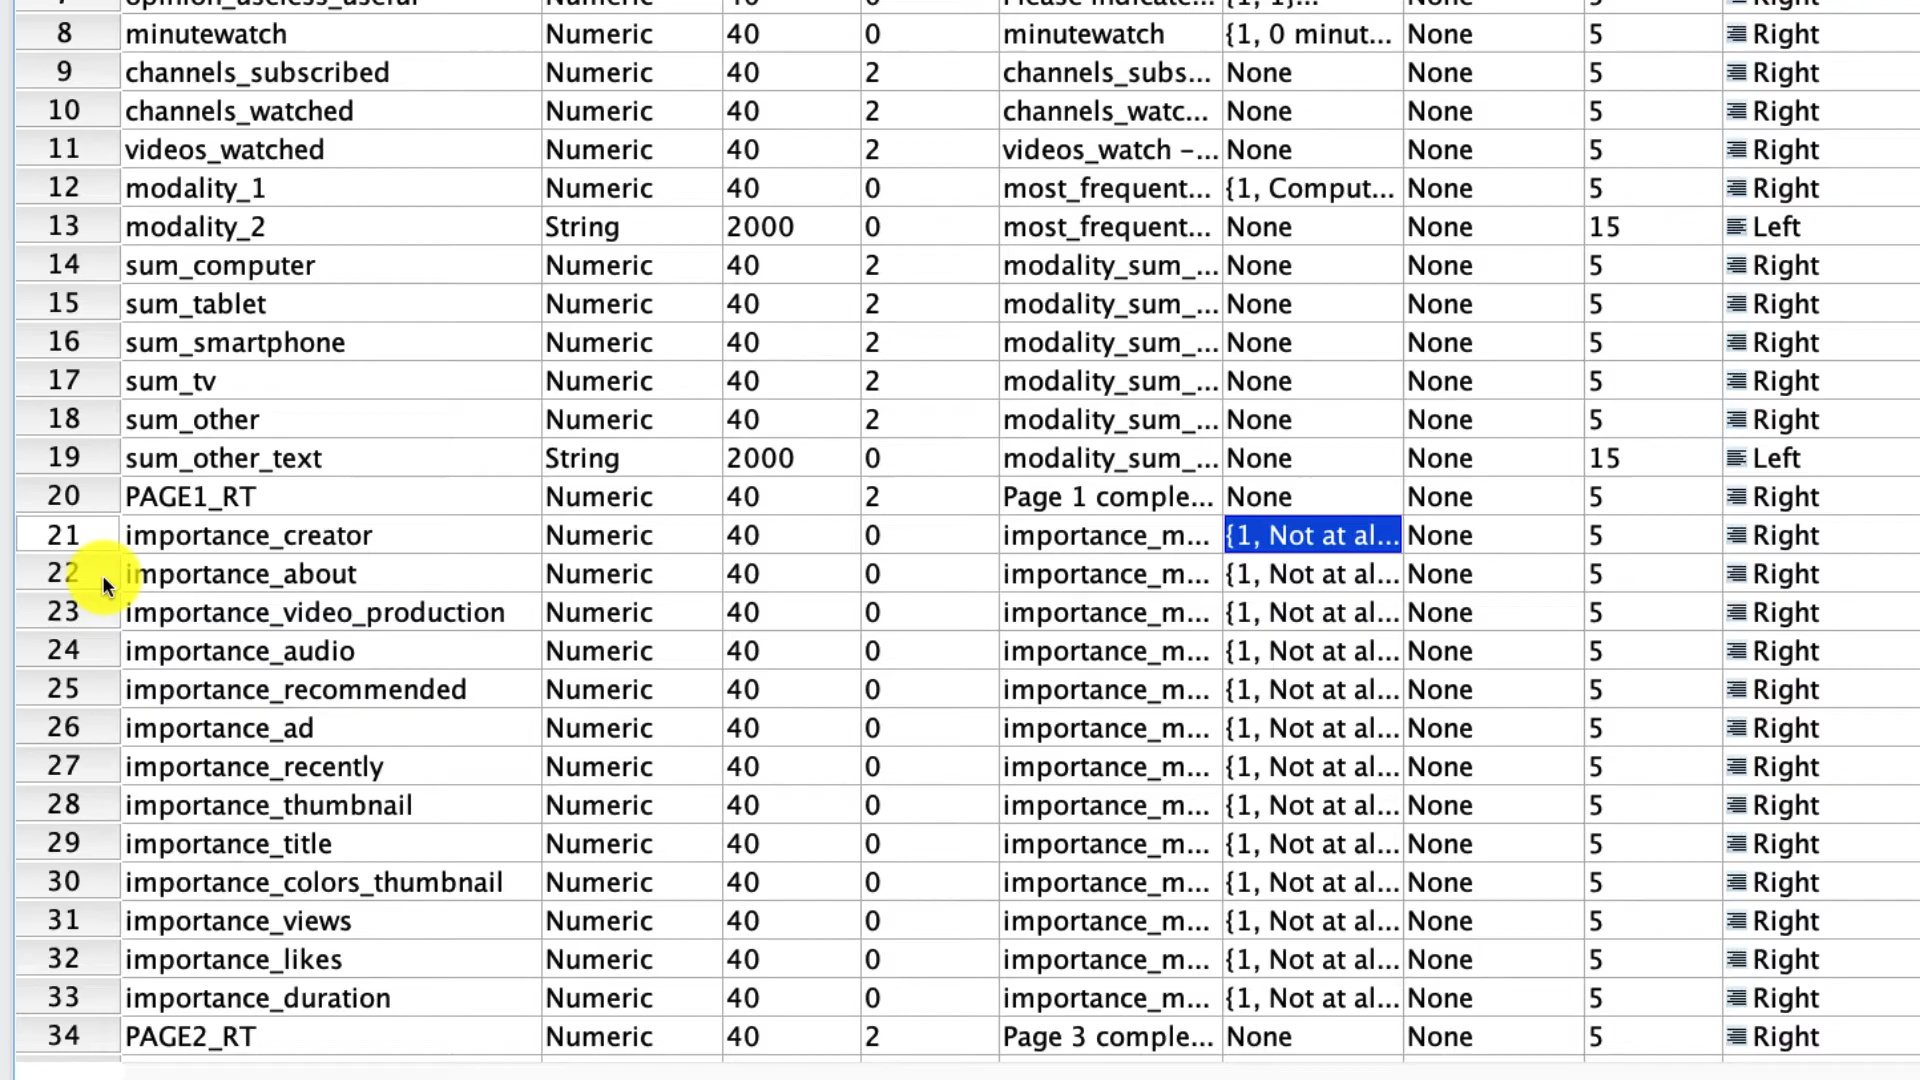 7 opinion_useless_useful Numeric 40 0 Please indicate... {1, 1}... None 5 Right
8 minutewatch Numeric 40 0 minutewatch {1, 0 minut... None 5 Right
9 channels_subscribed Numeric 40 2 channels_subs... None None 5 Right
10 channels_watched Numeric 40 2 channels_watc... None None 5 Right
11 videos_watched Numeric 40 2 videos_watch –... None None 5 Right
12 modality_1 Numeric 40 0 most_frequent... {1, Comput... None 5 Right
13 modality_2 String 2000 0 most_frequent... None None 15 Left
14 sum_computer Numeric 40 2 modality_sum_... None None 5 Right
15 sum_tablet Numeric 40 2 modality_sum_... None None 5 Right
16 sum_smartphone Numeric 40 2 modality_sum_... None None 5 Right
17 sum_tv Numeric 40 2 modality_sum_... None None 5 Right
18 sum_other Numeric 40 2 modality_sum_... None None 5 Right
19 sum_other_text String 2000 0 modality_sum_... None None 15 Left
20 PAGE1_RT Numeric 40 2 Page 1 comple... None None 5 Right
21 importance_creator Numeric 40 0 importance_m... {1, Not at al... None 5 Right
22 importance_about Numeric 40 0 importance_m... {1, Not at al... None 5 Right
23 importance_video_production Numeric 40 0 importance_m... {1, Not at al... None 5 Right
24 importance_audio Numeric 40 0 importance_m... {1, Not at al... None 5 Right
25 importance_recommended Numeric 40 0 importance_m... {1, Not at al... None 5 Right
26 importance_ad Numeric 40 0 importance_m... {1, Not at al... None 5 Right
27 importance_recently Numeric 40 0 importance_m... {1, Not at al... None 5 Right
28 importance_thumbnail Numeric 40 0 importance_m... {1, Not at al... None 5 Right
29 importance_title Numeric 40 0 importance_m... {1, Not at al... None 5 Right
30 importance_colors_thumbnail Numeric 40 0 importance_m... {1, Not at al... None 5 Right
31 importance_views Numeric 40 0 importance_m... {1, Not at al... None 5 Right
32 importance_likes Numeric 40 0 importance_m... {1, Not at al... None 5 Right
33 importance_duration Numeric 40 0 importance_m... {1, Not at al... None 5 Right
34 PAGE2_RT Numeric 40 2 Page 3 comple... None None 5 Right